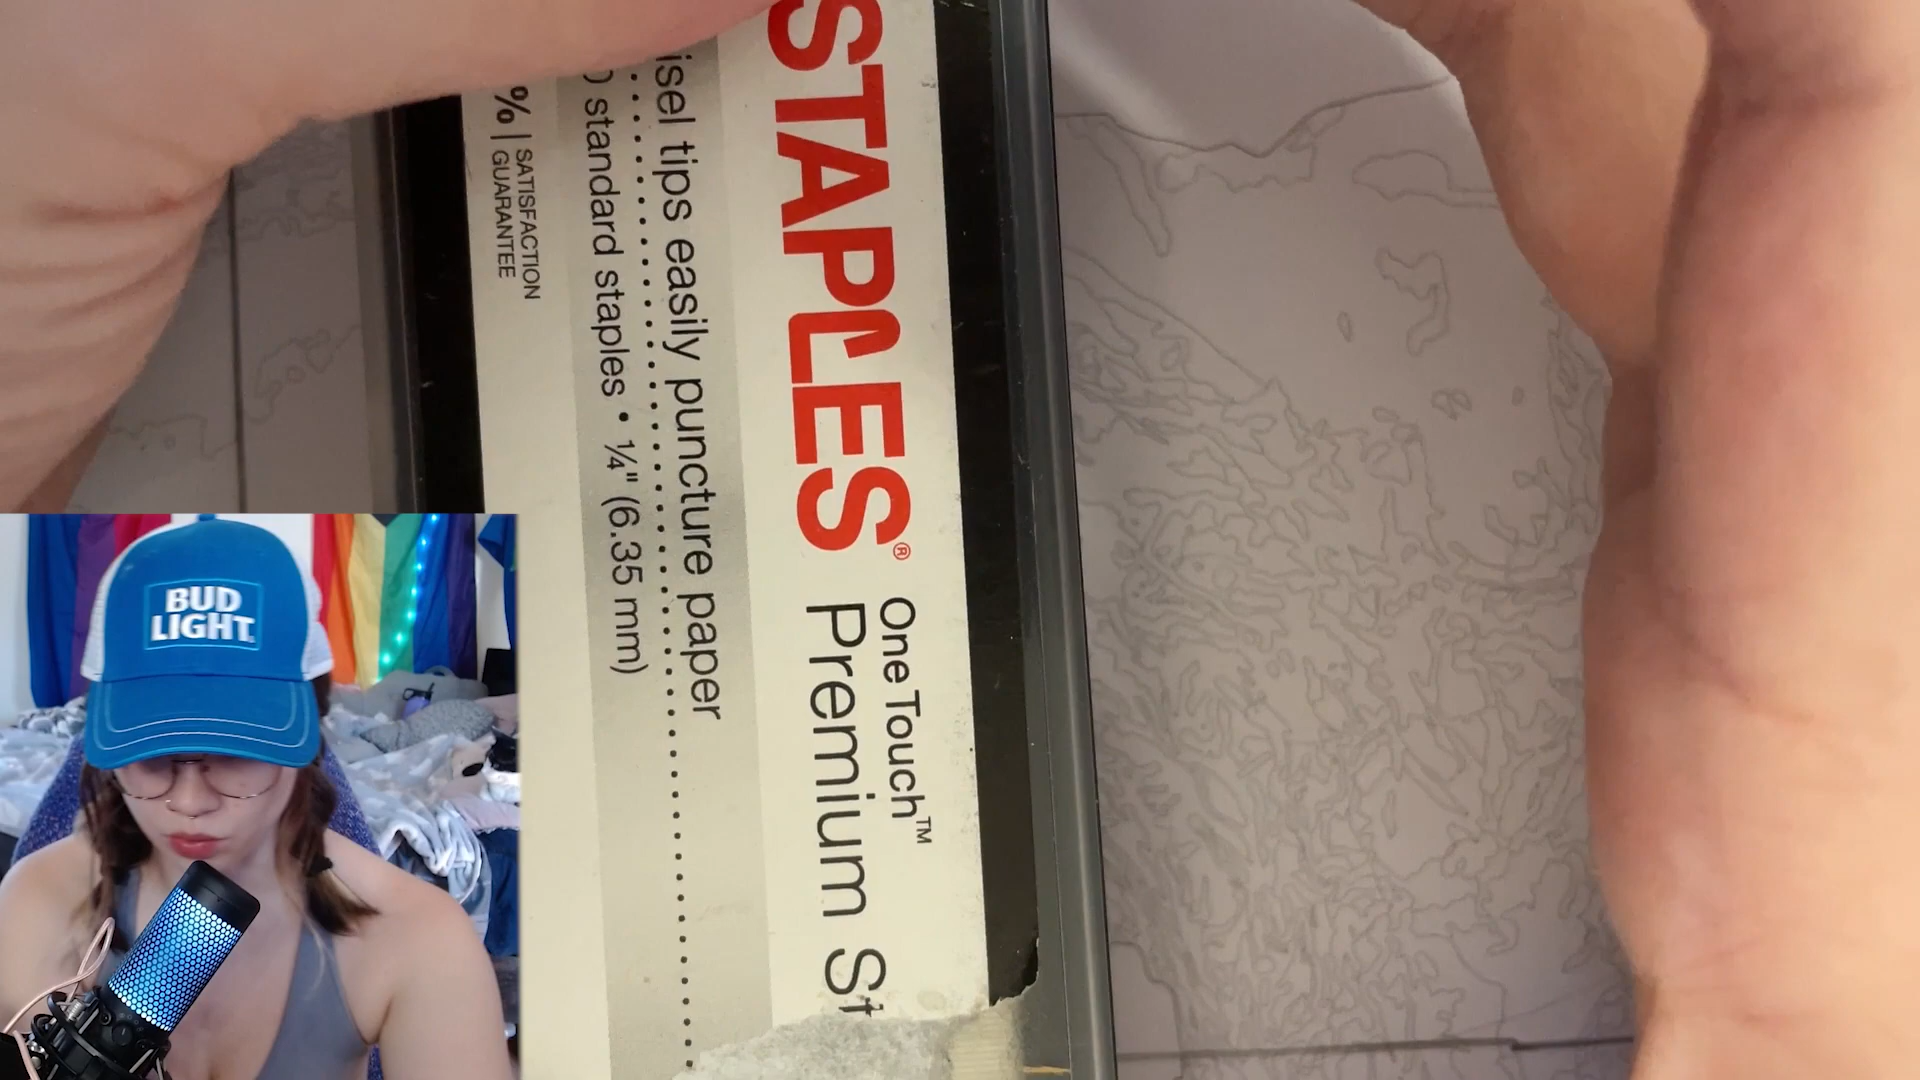 STAPLES®
One Touch™
Premium St
isel tips easily puncture paper
) standard staples • ¼" (6.35 mm)
% | SATISFACTION
GUARANTEE
BUD
LIGHT